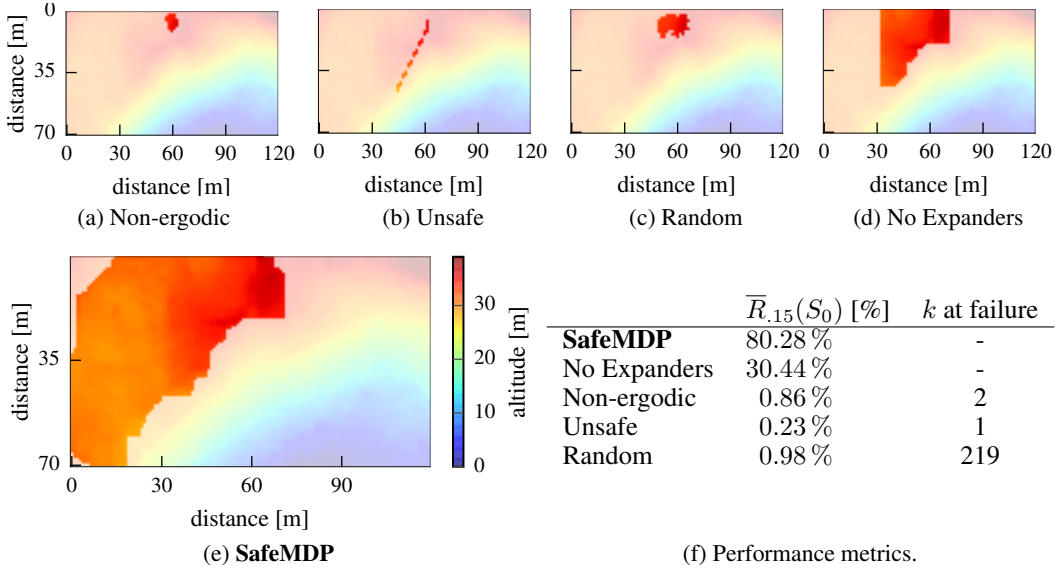 distance [m]
0
35
70
0 30 60 90 120
distance [m]
(a) Non-ergodic
0 30 60 90 120
distance [m]
(b) Unsafe
0 30 60 90 120
distance [m]
(c) Random
0 30 60 90 120
distance [m]
(d) No Expanders
distance [m]
35
70
0 30 60 90
distance [m]
30
20
10
0
altitude [m]
(e) SafeMDP
R̅.15(S0) [%] k at failure
SafeMDP 80.28 % -
No Expanders 30.44 % -
Non-ergodic 0.86 % 2
Unsafe 0.23 % 1
Random 0.98 % 219
(f) Performance metrics.